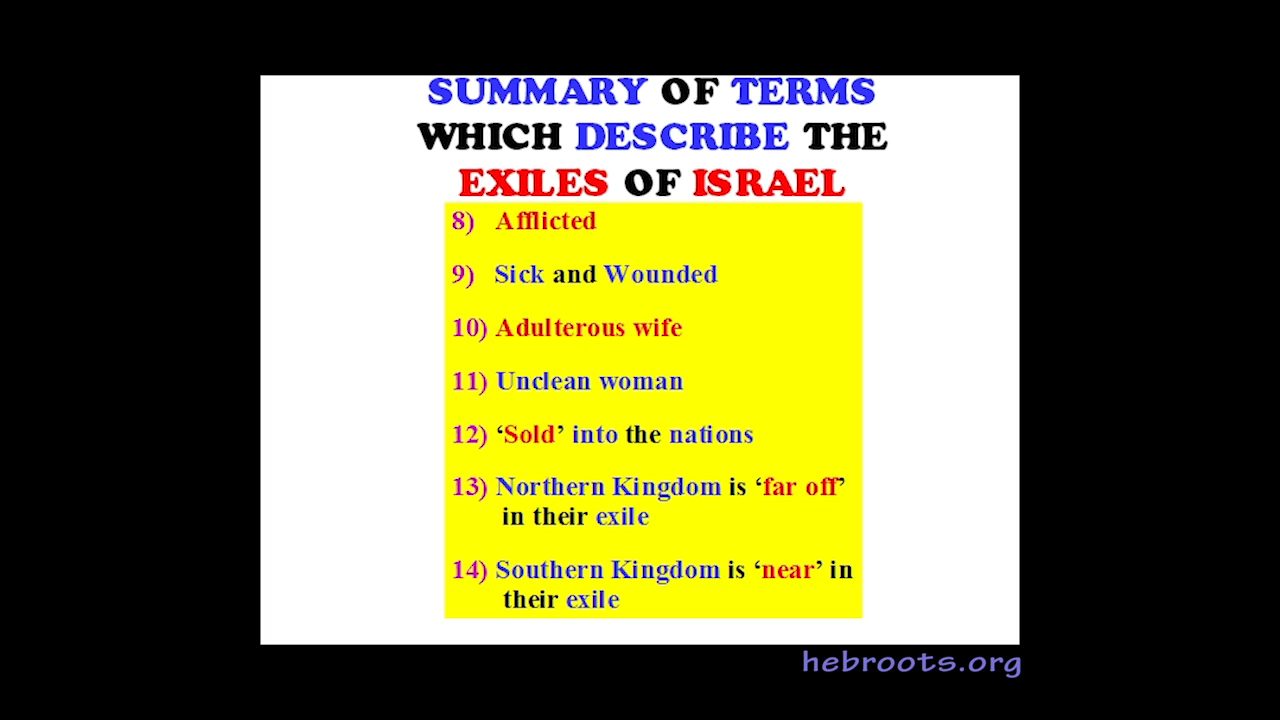 SUMMARY OF TERMS
WHICH DESCRIBE THE
EXILES OF ISRAEL
8) Afflicted
9) Sick and Wounded
10) Adulterous wife
11) Unclean woman
12) ‘Sold’ into the nations
13) Northern Kingdom is ‘far off’
in their exile
14) Southern Kingdom is ‘near’ in
their exile
hebroots.org